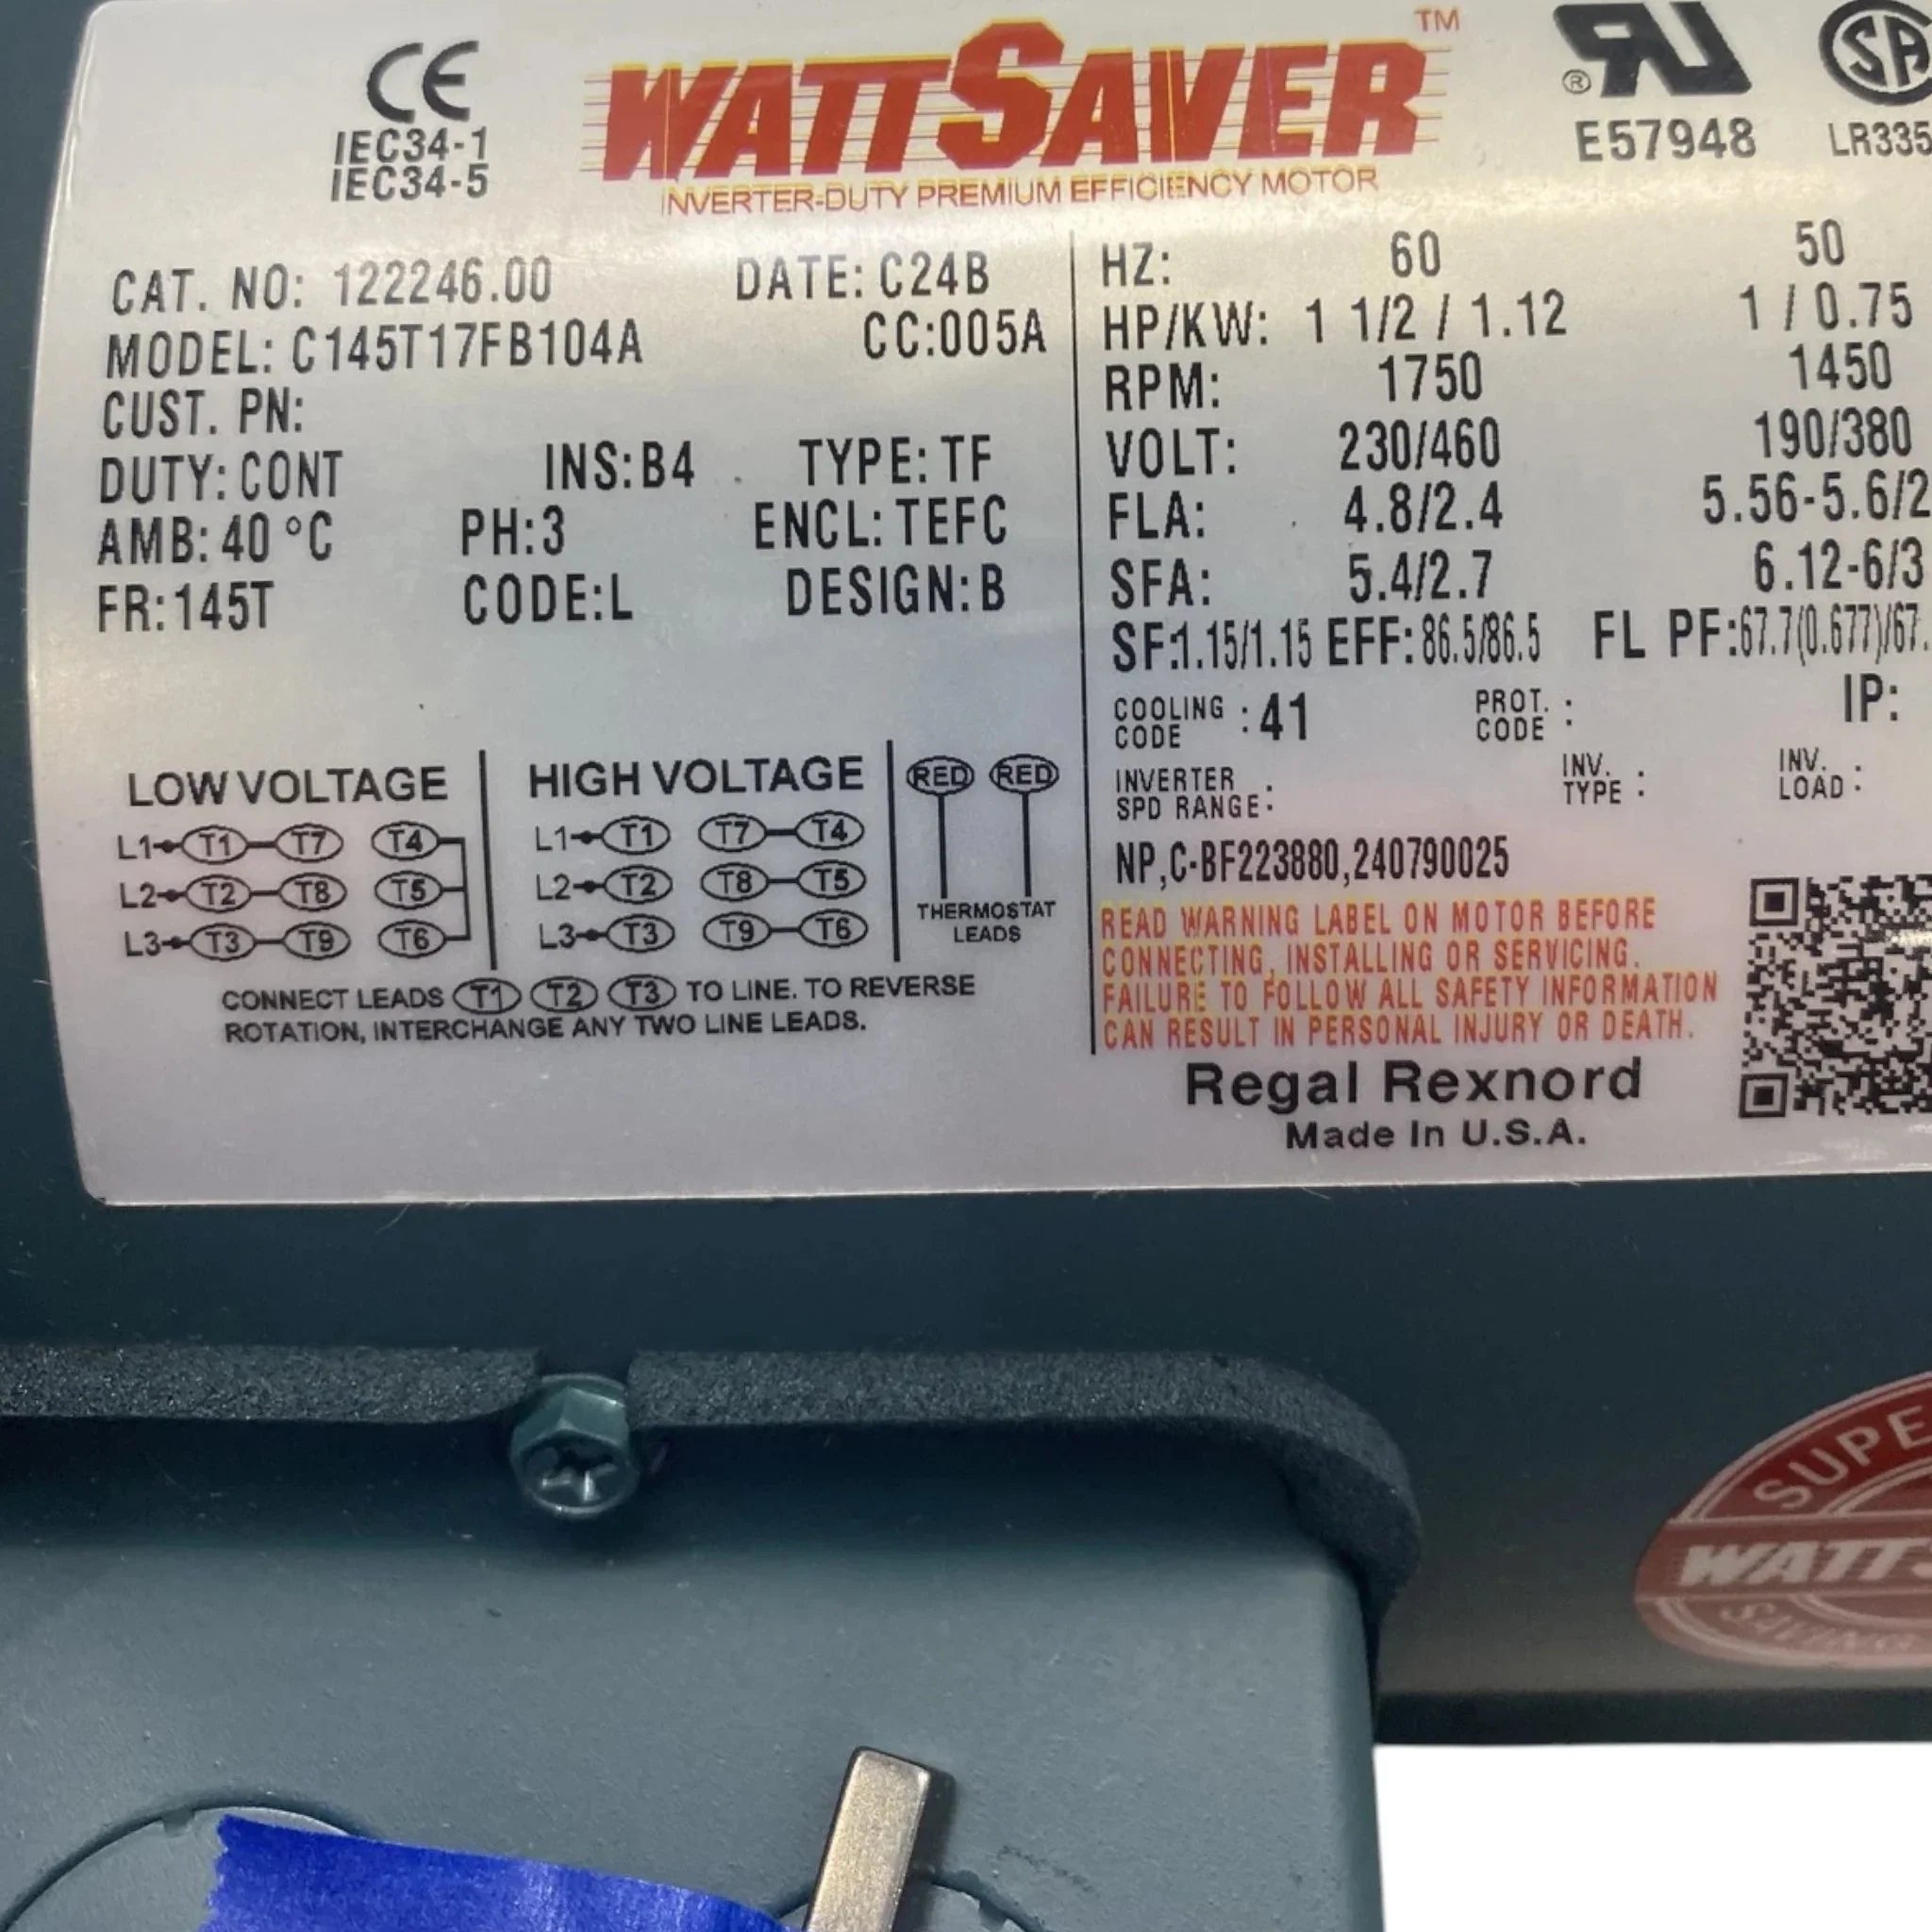 CE
IEC34-1
IEC34-5
WATTSAVER™
INVERTER-DUTY PREMIUM EFFICIENCY MOTOR
®
E57948
LR335
CAT. NO: 122246.00 DATE: C24B
MODEL: C145T17FB104A CC:005A
CUST. PN:
DUTY: CONT INS:B4 TYPE: TF
AMB: 40 °C PH:3 ENCL: TEFC
FR:145T CODE:L DESIGN:B
HZ: 60 50
HP/KW: 1 1/2 / 1.12 1 / 0.75
RPM: 1750 1450
VOLT: 230/460 190/380
FLA: 4.8/2.4 5.56-5.6/2
SFA: 5.4/2.7 6.12-6/3
SF:1.15/1.15 EFF: 86.5/86.5 FL PF:67.7(0.677)/67.
COOLING CODE : 41 PROT. CODE : IP:
INVERTER SPD RANGE: INV. TYPE : INV. LOAD :
NP,C-BF223880,240790025
LOW VOLTAGE
L1 T1 T7 T4
L2 T2 T8 T5
L3 T3 T9 T6
HIGH VOLTAGE
L1 T1 T7 T4
L2 T2 T8 T5
L3 T3 T9 T6
RED RED
THERMOSTAT
LEADS
CONNECT LEADS T1 T2 T3 TO LINE. TO REVERSE
ROTATION, INTERCHANGE ANY TWO LINE LEADS.
READ WARNING LABEL ON MOTOR BEFORE
CONNECTING, INSTALLING OR SERVICING.
FAILURE TO FOLLOW ALL SAFETY INFORMATION
CAN RESULT IN PERSONAL INJURY OR DEATH.
Regal Rexnord
Made In U.S.A.
SUPE
WATTS
SAVING